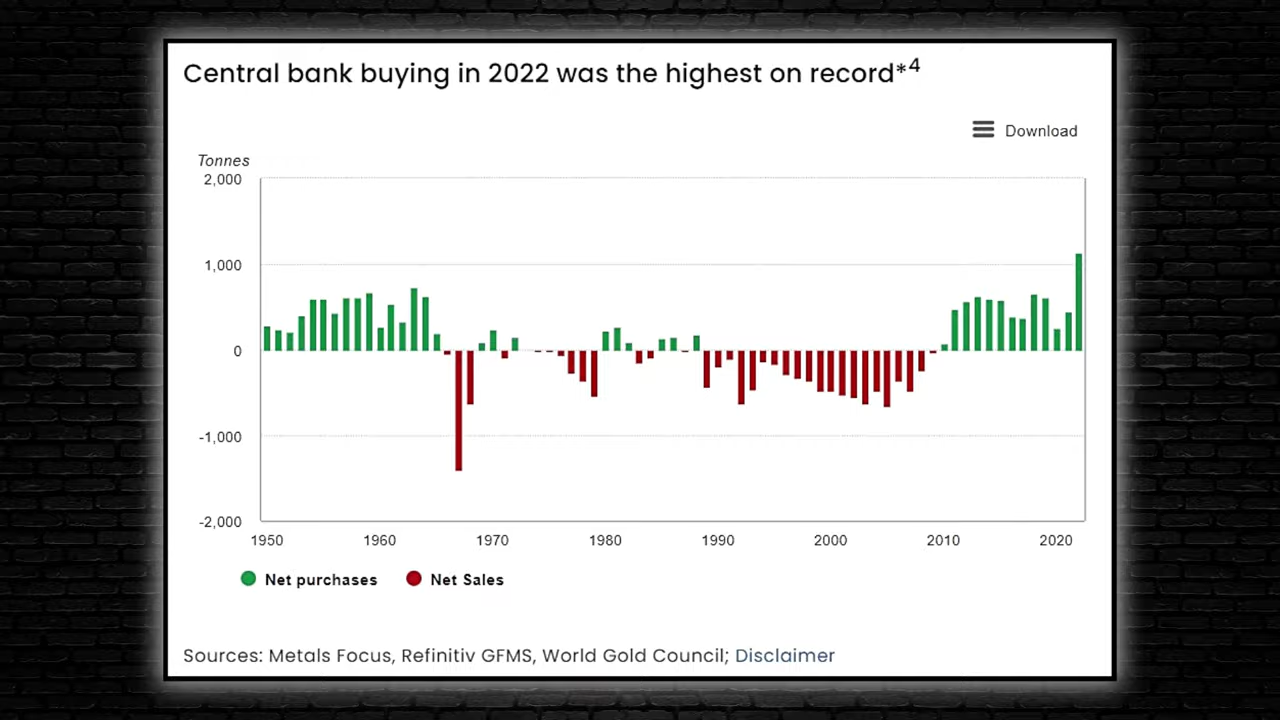 Central bank buying in 2022 was the highest on record*4
Download
Tonnes
2,000
1,000
0
-1,000
-2,000
1950 1960 1970 1980 1990 2000 2010 2020
Net purchases Net Sales
Sources: Metals Focus, Refinitiv GFMS, World Gold Council; Disclaimer